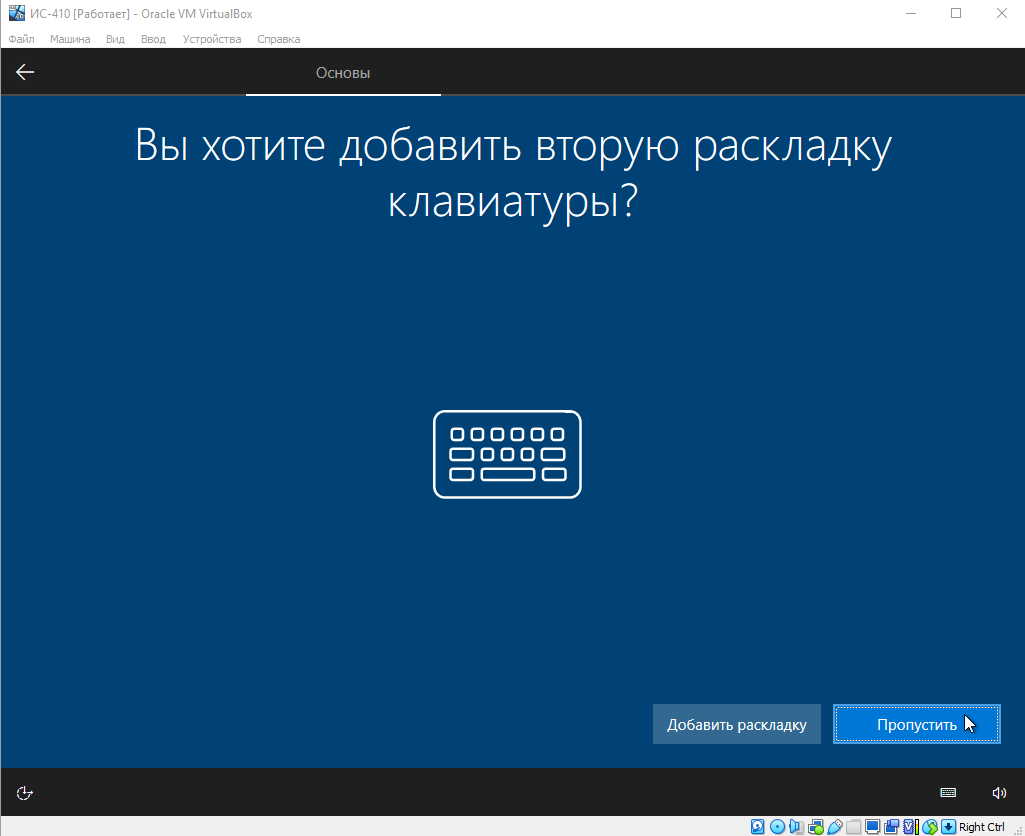 ИС-410 [Работает] - Oracle VM VirtualBox
Файл Машина Вид Ввод Устройства Справка
Основы
Вы хотите добавить вторую раскладку
клавиатуры?
Добавить раскладку Пропустить
Right Ctrl